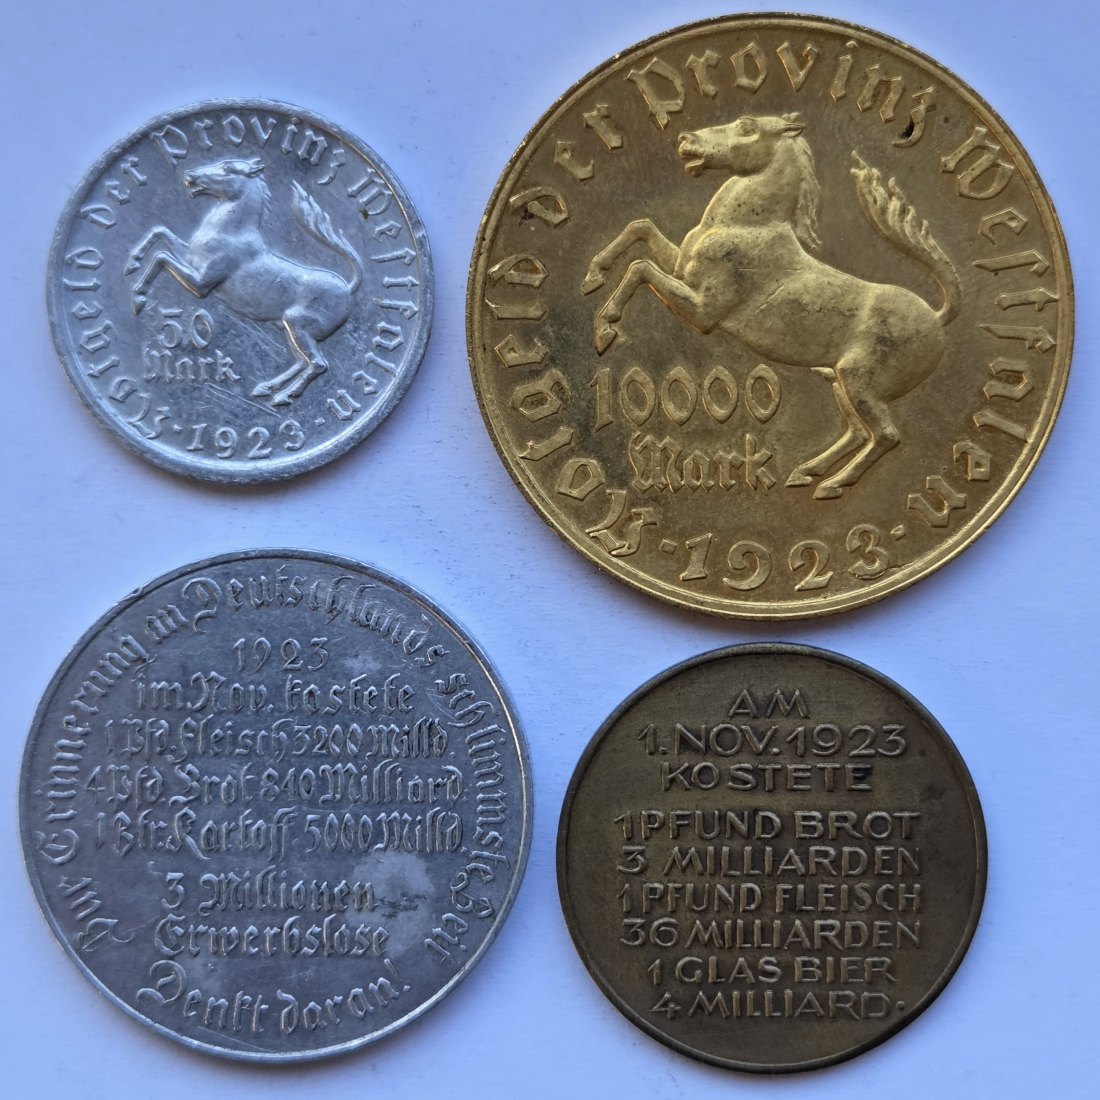 Notgeld der Provinz Westfalen
50
Mark
· 1923 ·
Notgeld der Provinz Westfalen
10000
Mark
· 1923 ·
Zur Erinnerung an Deutschlands schlimmste Zeit
1923
im Nov. kostete
1 Pfd. Fleisch 3200 Milld.
4 Pfd. Brot 840 Milliard.
1 Ztr. Kartoff. 5000 Milld.
3 Millionen
Erwerbslose
Denkt daran!
AM
1. NOV. 1923
KOSTETE
1 PFUND BROT
3 MILLIARDEN
1 PFUND FLEISCH
36 MILLIARDEN
1 GLAS BIER
4 MILLIARD.